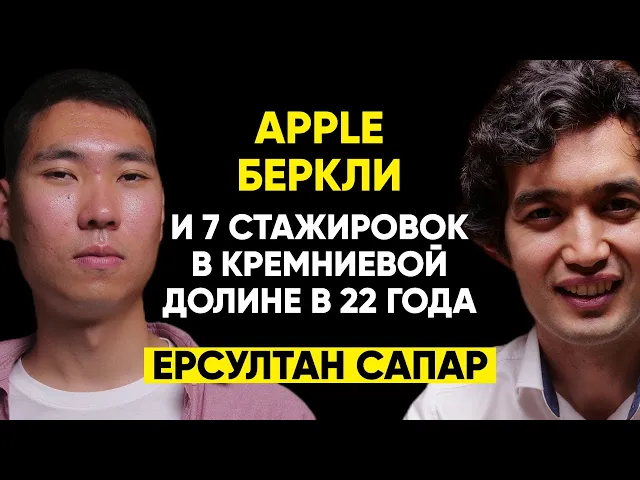 APPLE
БЕРКЛИ
И 7 СТАЖИРОВОК
В КРЕМНИЕВОЙ
ДОЛИНЕ В 22 ГОДА
ЕРСУЛТАН САПАР